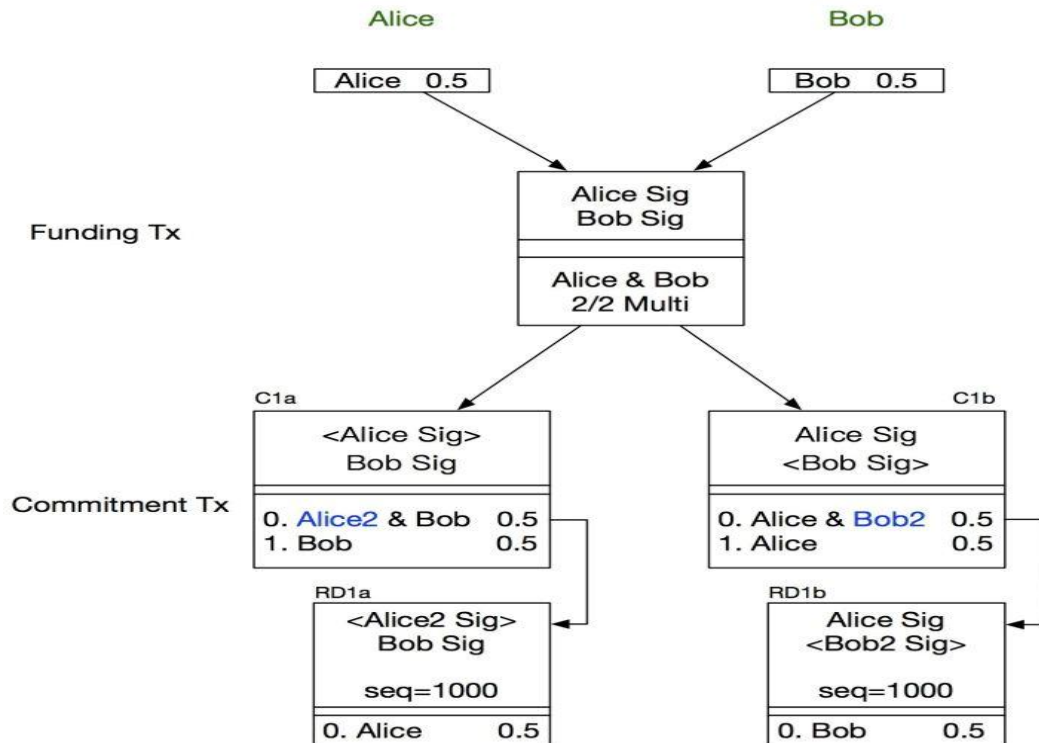 Alice
Bob
Alice 0.5
Bob 0.5
Funding Tx
Alice Sig
Bob Sig
Alice & Bob
2/2 Multi
Commitment Tx
C1a
<Alice Sig>
Bob Sig
0. Alice2 & Bob 0.5
1. Bob 0.5
C1b
Alice Sig
<Bob Sig>
0. Alice & Bob2 0.5
1. Alice 0.5
RD1a
<Alice2 Sig>
Bob Sig
seq=1000
0. Alice 0.5
RD1b
Alice Sig
<Bob2 Sig>
seq=1000
0. Bob 0.5